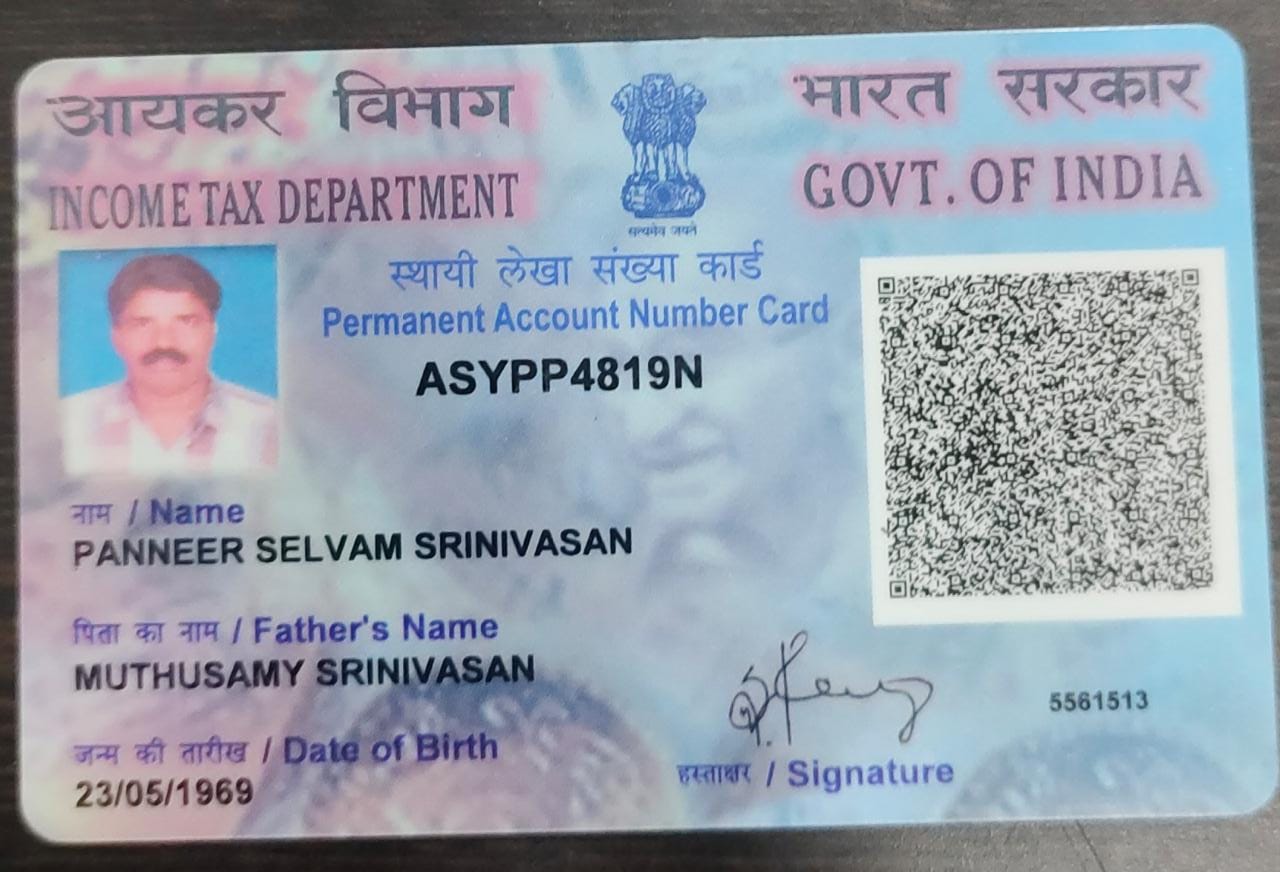 आयकर विभाग
INCOME TAX DEPARTMENT
सत्यमेव जयते
भारत सरकार
GOVT. OF INDIA
स्थायी लेखा संख्या कार्ड
Permanent Account Number Card
ASYPP4819N
नाम / Name
PANNEER SELVAM SRINIVASAN
पिता का नाम / Father's Name
MUTHUSAMY SRINIVASAN
जन्म की तारीख / Date of Birth
23/05/1969
हस्ताक्षर / Signature
5561513